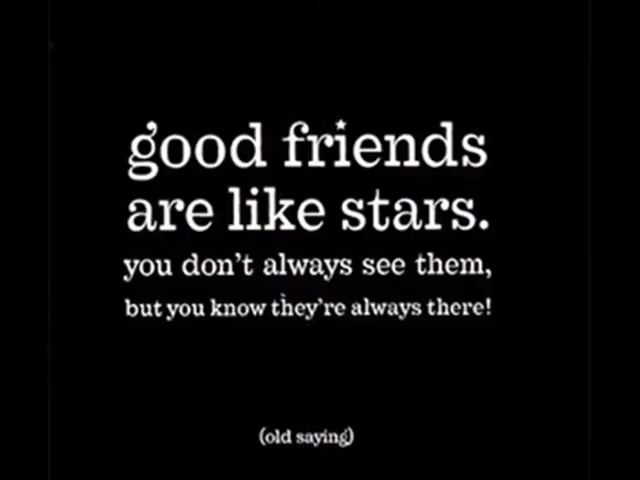 good friends
are like stars.
you don't always see them,
but you know they're always there!
(old saying)